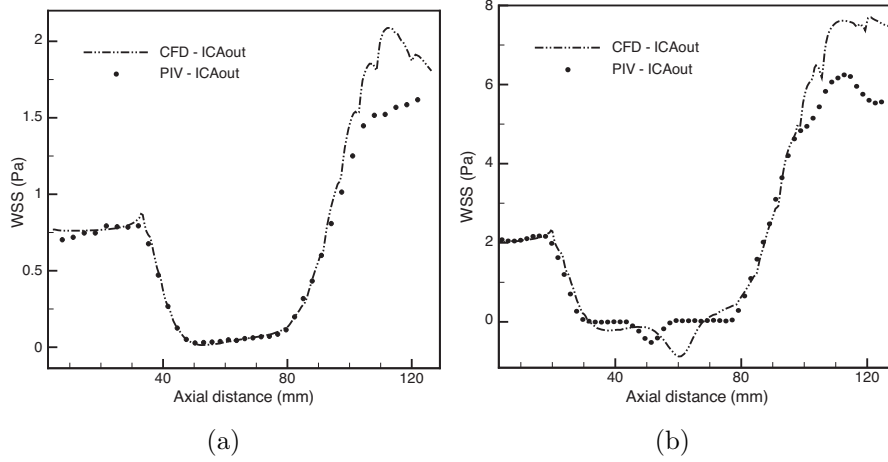 2
1.5
1
0.5
0
WSS (Pa)
CFD - ICAout
PIV - ICAout
40
80
120
Axial distance (mm)
(a)
8
6
4
2
0
WSS (Pa)
CFD - ICAout
PIV - ICAout
40
80
120
Axial distance (mm)
(b)